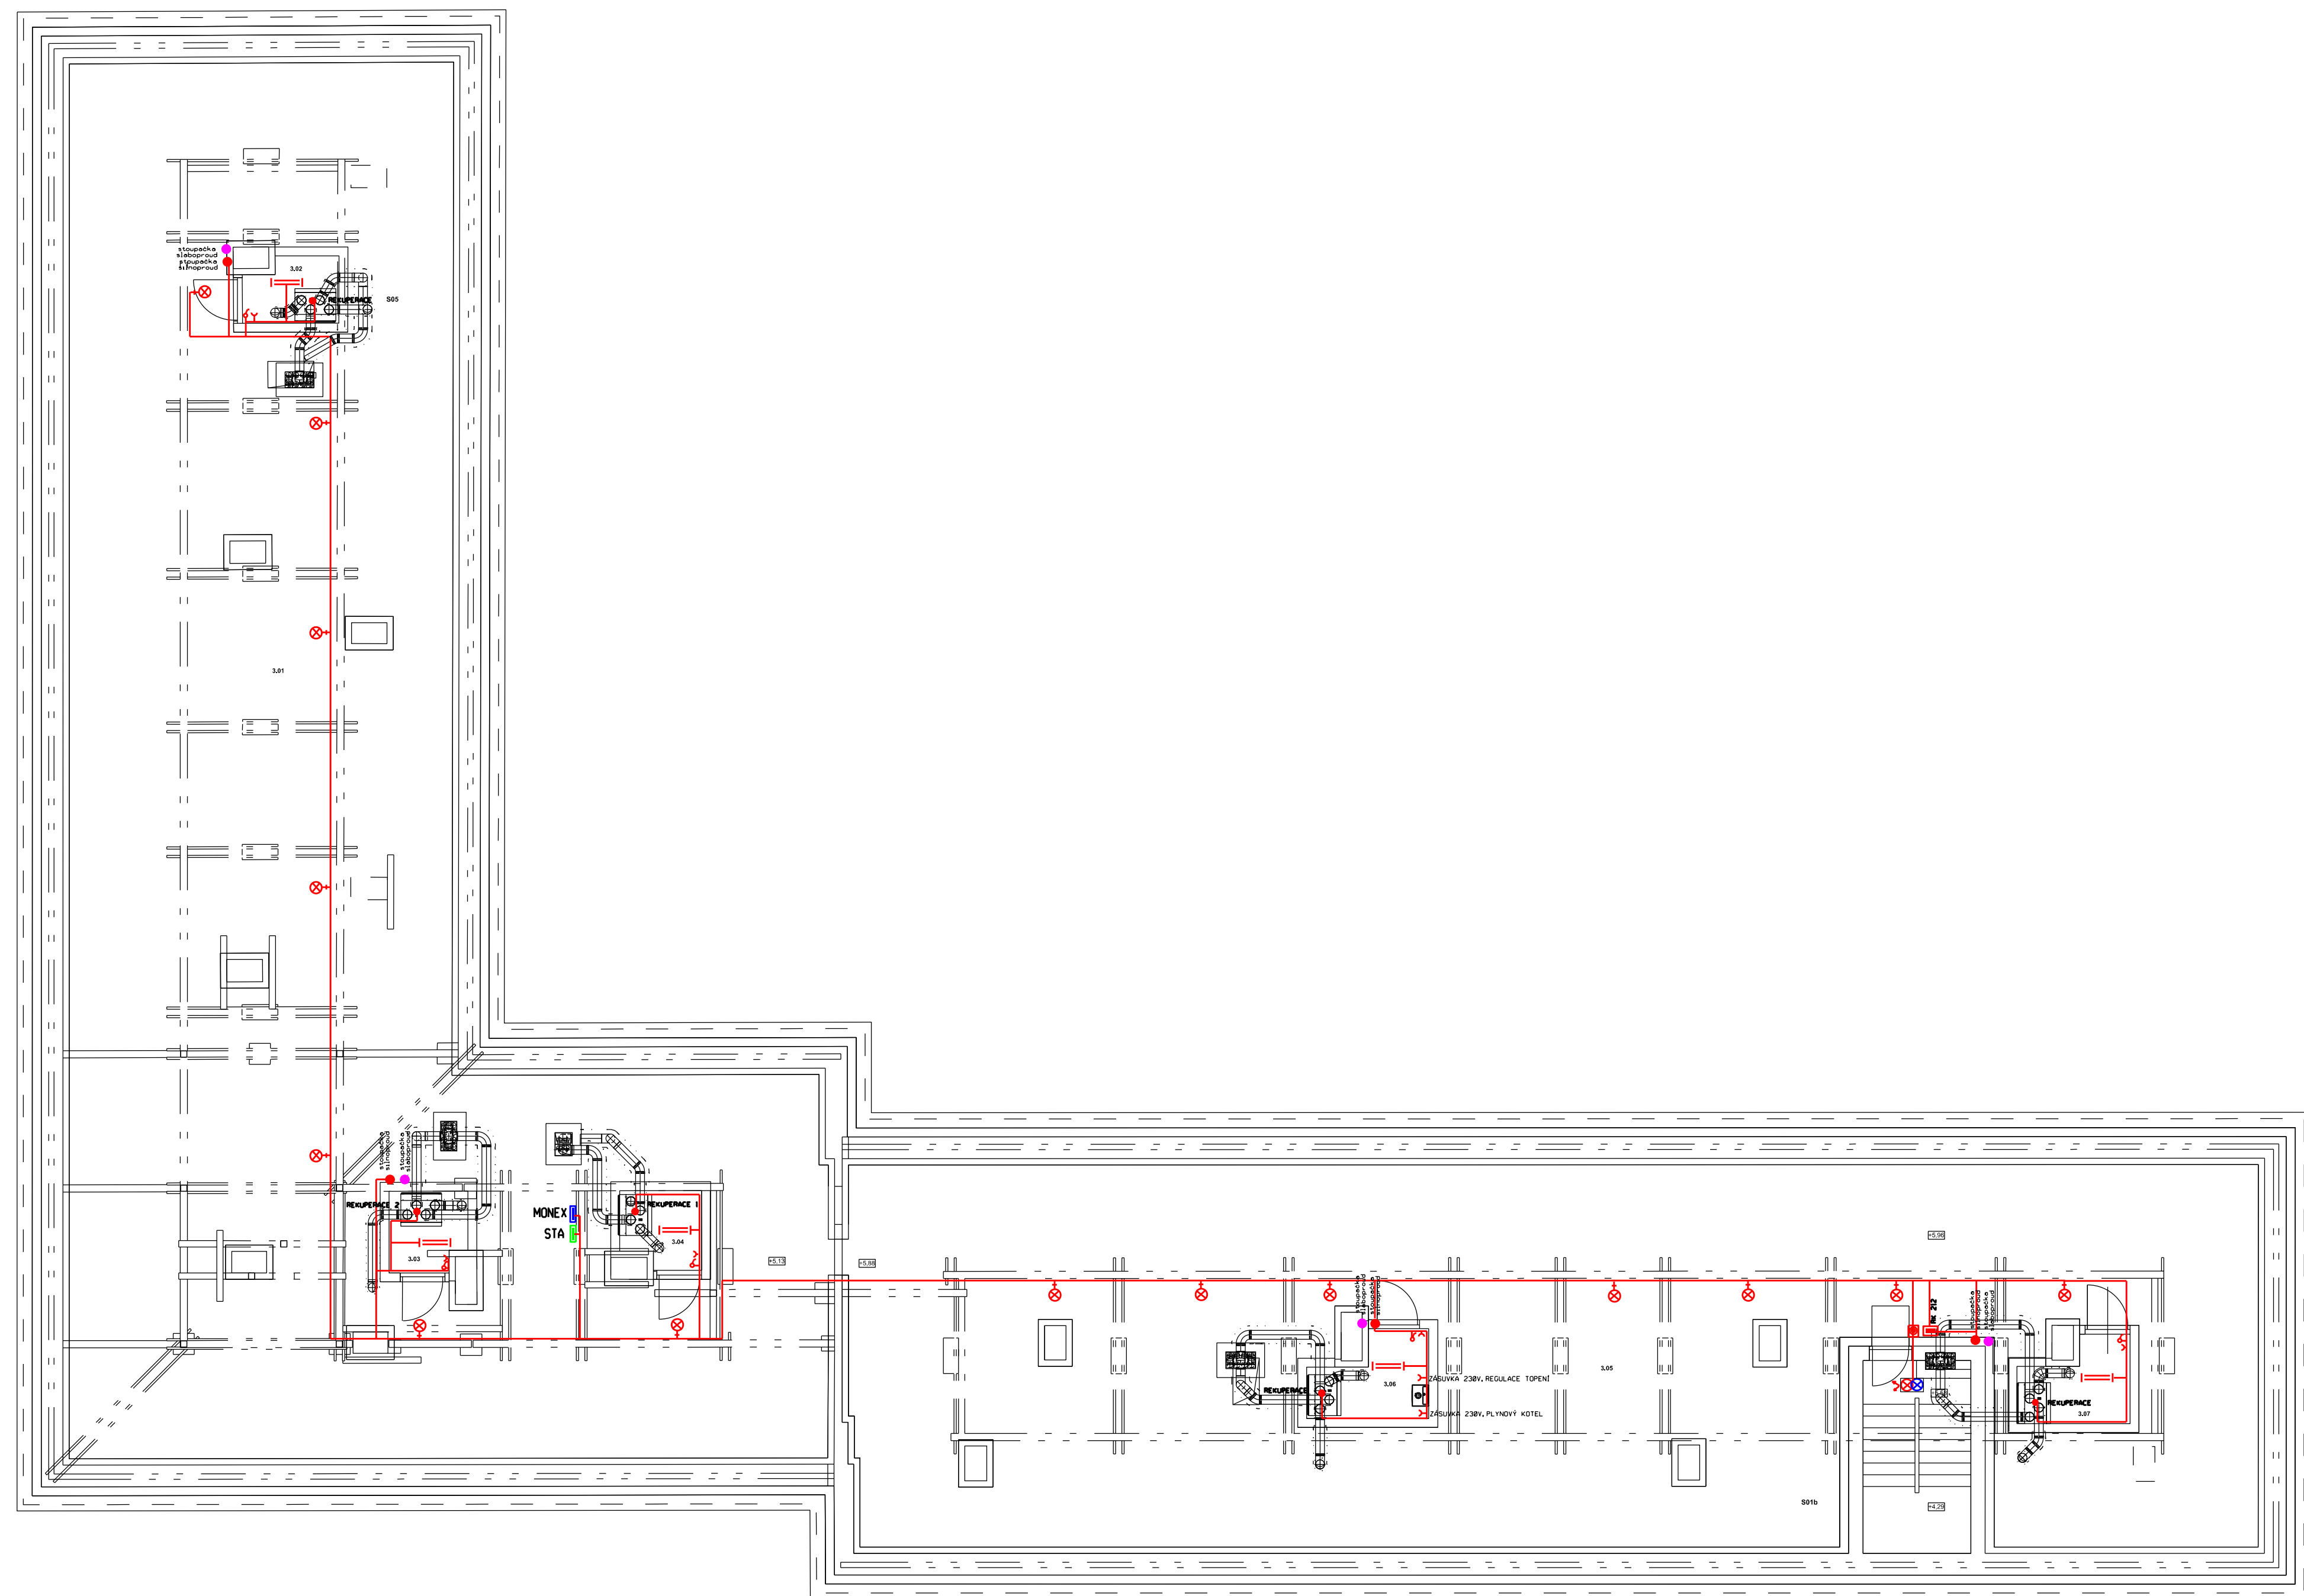 stoupačka
slaboproud
stoupačka
silnoproud
3.02
REKUPERACE
S05
3.01
stoupačka
silnoproud
stoupačka
slaboproud
REKUPERACE 2
3.03
MONEX
STA
REKUPERACE 1
3.04
+5,13
+5,88
stoupačka
slaboproud
stoupačka
silnoproud
REKUPERACE
3.06
ZÁSUVKA 230V, REGULACE TOPENÍ
ZÁSUVKA 230V, PLYNOVÝ KOTEL
3.05
+5,96
212
stoupačka
silnoproud
stoupačka
slaboproud
REKUPERACE
3.07
S01b
+4,29